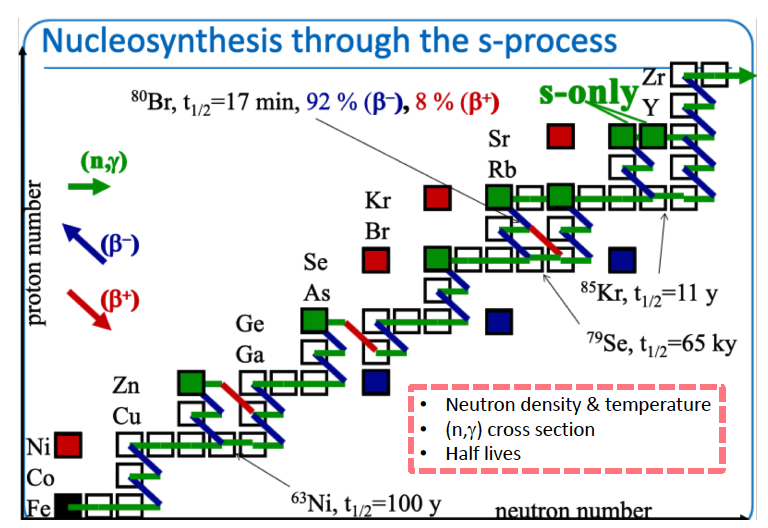 Nucleosynthesis through the s-process
⁸⁰Br, t₁/₂=17 min, 92 % (β⁻), 8 % (β⁺)
s-only
Zr
Y
Sr
Rb
(n,γ)
Kr
Br
(β⁻)
Se
As
(β⁺)
Ge
Ga
⁸⁵Kr, t₁/₂=11 y
⁷⁹Se, t₁/₂=65 ky
Zn
Cu
• Neutron density & temperature
• (n,γ) cross section
• Half lives
Ni
Co
Fe
⁶³Ni, t₁/₂=100 y
neutron number
proton number